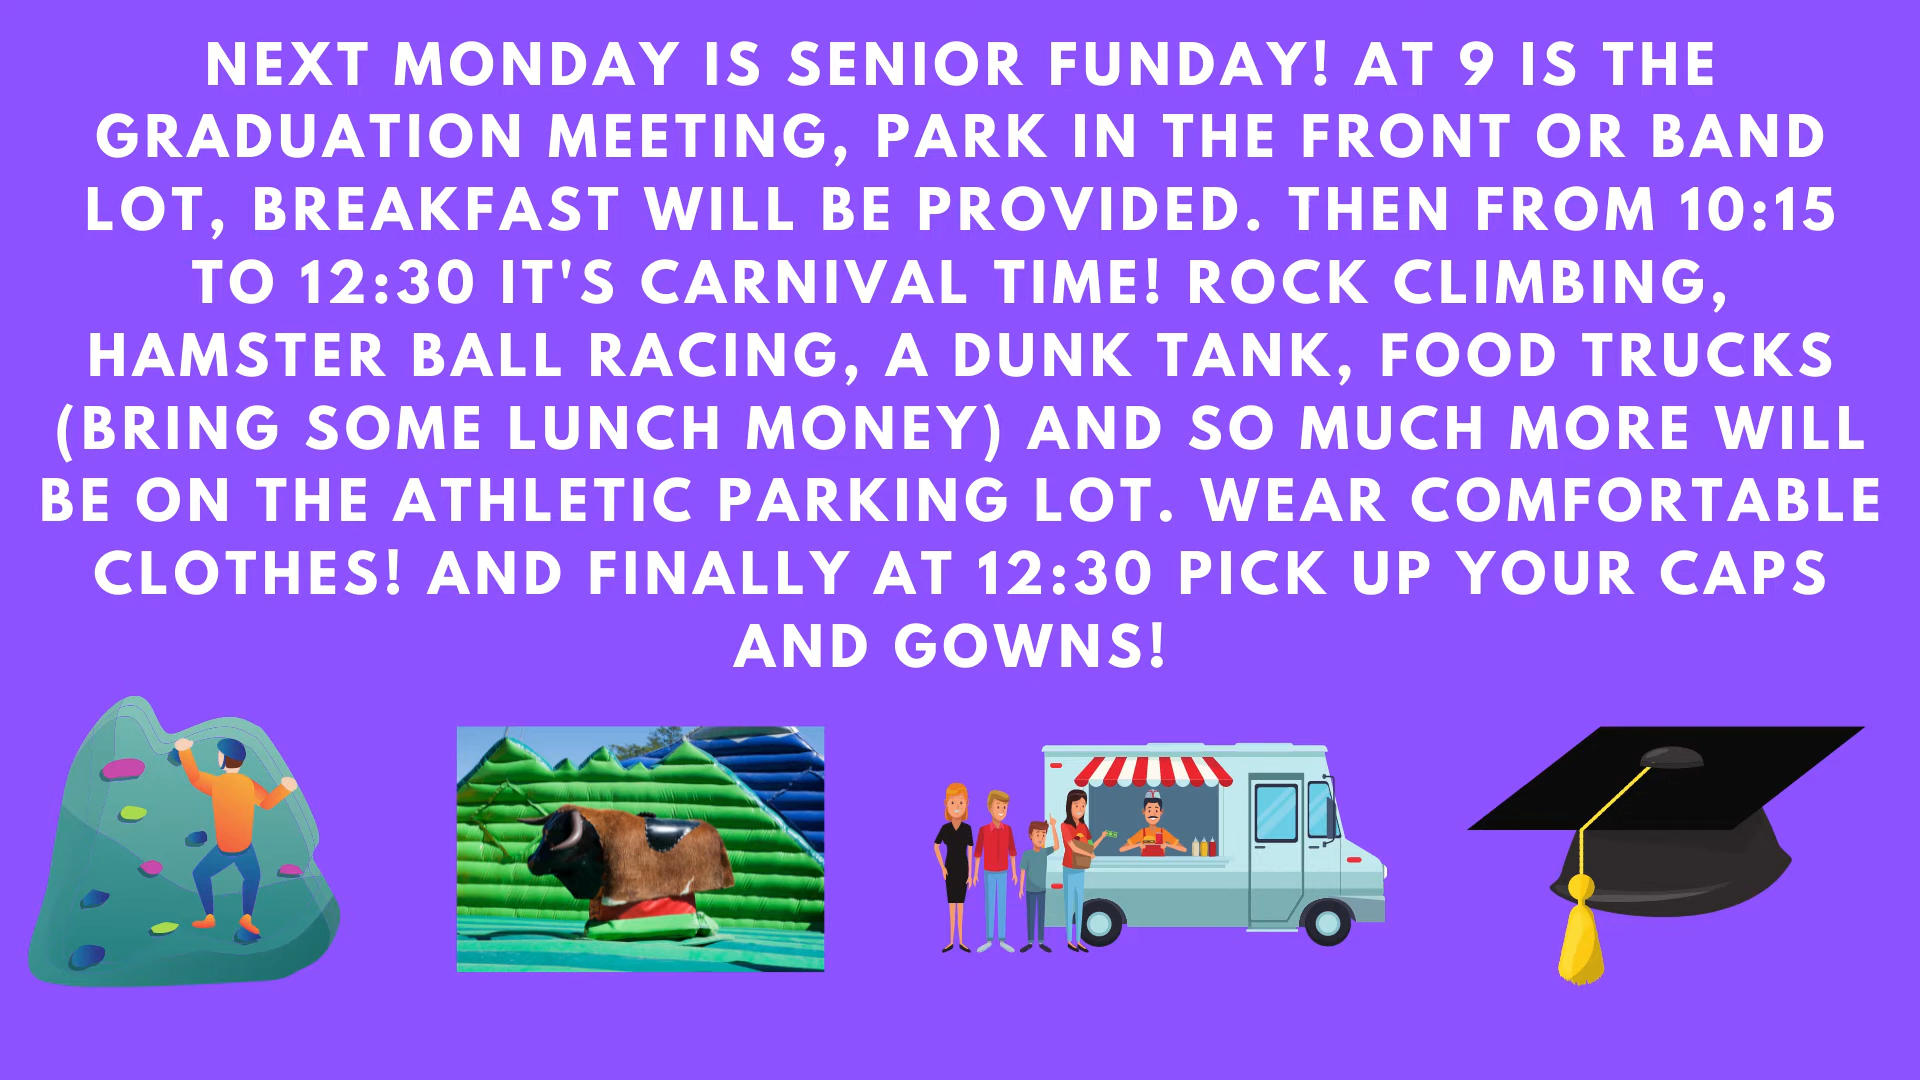 NEXT MONDAY IS SENIOR FUNDAY! AT 9 IS THE
GRADUATION MEETING, PARK IN THE FRONT OR BAND
LOT, BREAKFAST WILL BE PROVIDED. THEN FROM 10:15
TO 12:30 IT'S CARNIVAL TIME! ROCK CLIMBING,
HAMSTER BALL RACING, A DUNK TANK, FOOD TRUCKS
(BRING SOME LUNCH MONEY) AND SO MUCH MORE WILL
BE ON THE ATHLETIC PARKING LOT. WEAR COMFORTABLE
CLOTHES! AND FINALLY AT 12:30 PICK UP YOUR CAPS
AND GOWNS!